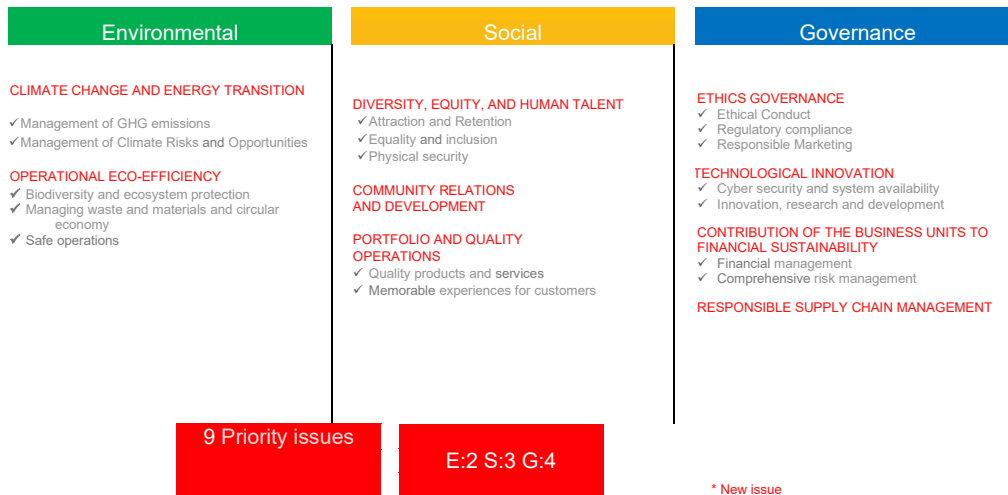 Environmental
CLIMATE CHANGE AND ENERGY TRANSITION
✓Management of GHG emissions
✓Management of Climate Risks and Opportunities
OPERATIONAL ECO-EFFICIENCY
✓ Biodiversity and ecosystem protection
✓ Managing waste and materials and circular
economy
✓ Safe operations
Social
DIVERSITY, EQUITY, AND HUMAN TALENT
✓Attraction and Retention
✓Equality and inclusion
✓Physical security
COMMUNITY RELATIONS
AND DEVELOPMENT
PORTFOLIO AND QUALITY
OPERATIONS
✓ Quality products and services
✓ Memorable experiences for customers
Governance
ETHICS GOVERNANCE
✓ Ethical Conduct
✓ Regulatory compliance
✓ Responsible Marketing
TECHNOLOGICAL INNOVATION
✓ Cyber security and system availability
✓ Innovation, research and development
CONTRIBUTION OF THE BUSINESS UNITS TO
FINANCIAL SUSTAINABILITY
✓ Financial management
✓ Comprehensive risk management
RESPONSIBLE SUPPLY CHAIN MANAGEMENT
9 Priority issues
E:2 S:3 G:4
* New issue